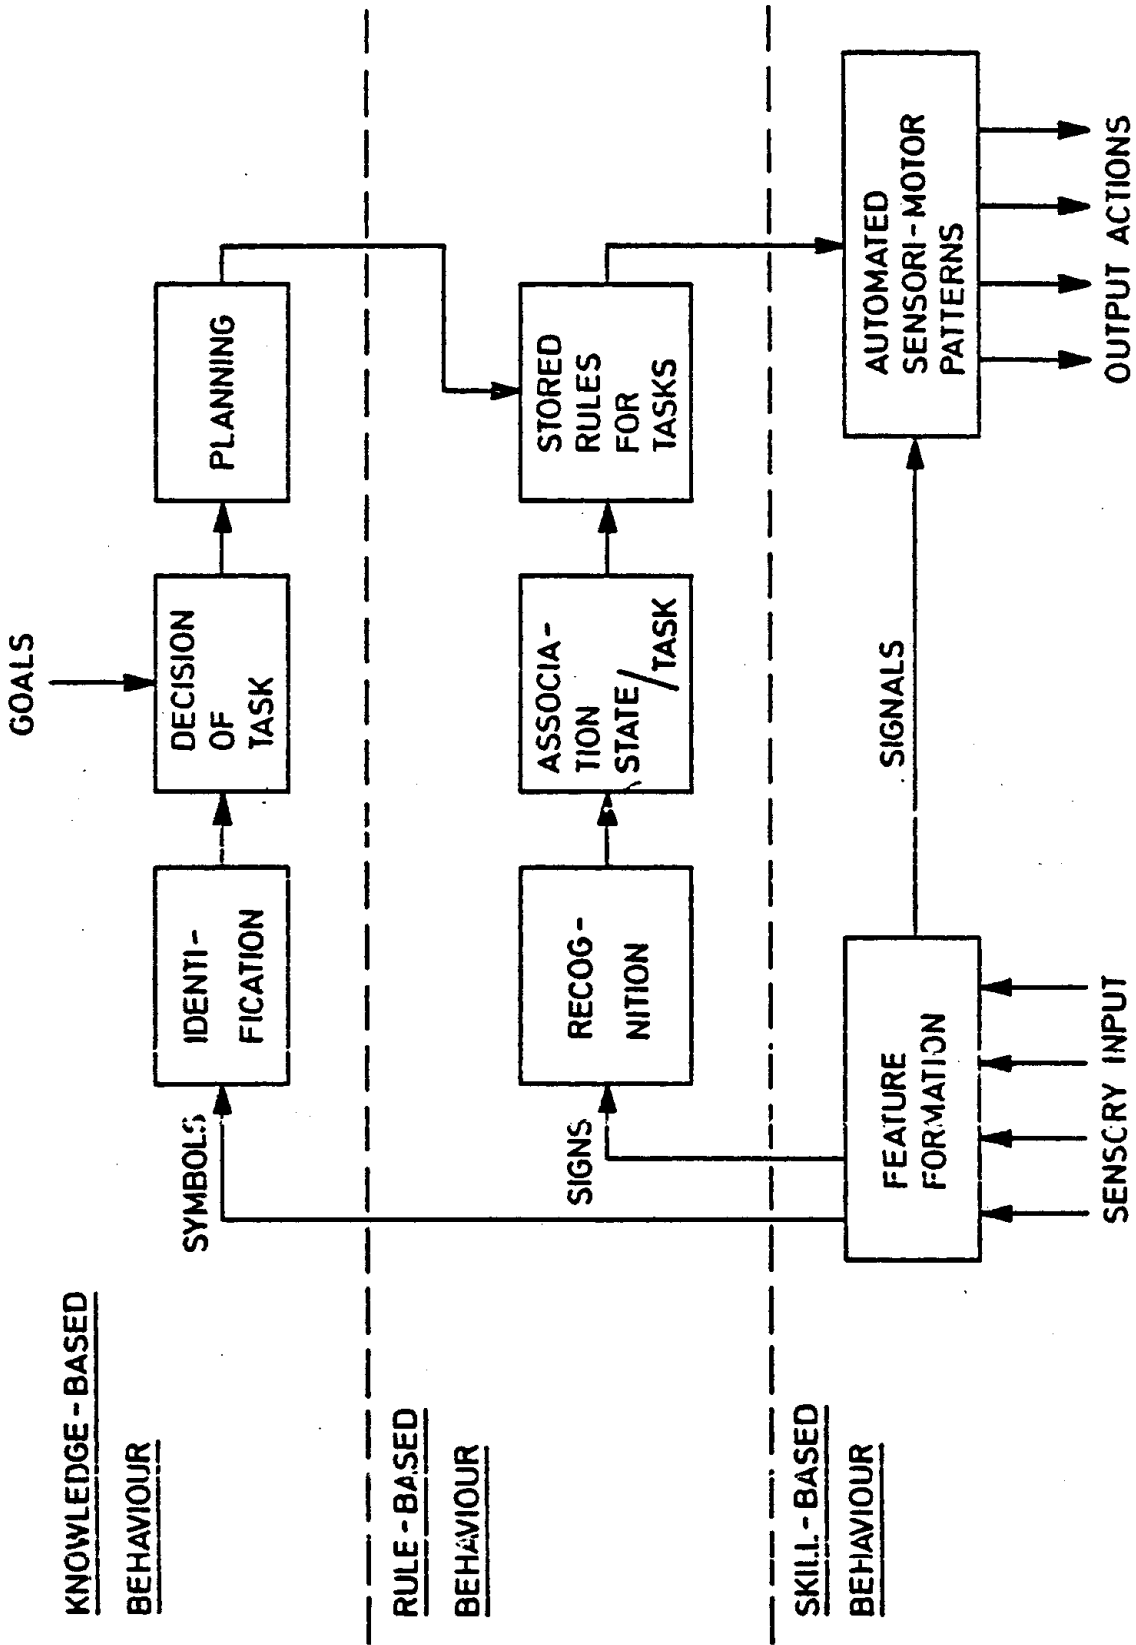 GOALS
KNOWLEDGE-BASED
BEHAVIOUR
SYMBOLS
IDENTI-
FICATION
DECISION
OF
TASK
PLANNING
RULE-BASED
BEHAVIOUR
SIGNS
RECOG-
NITION
ASSOCIA-
TION
STATE/TASK
STORED
RULES
FOR
TASKS
SKILL-BASED
BEHAVIOUR
FEATURE
FORMATION
SIGNALS
AUTOMATED
SENSORI-MOTOR
PATTERNS
SENSORY INPUT
OUTPUT ACTIONS